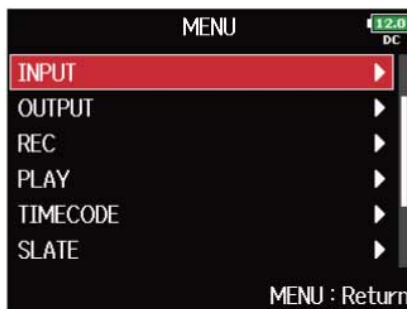 MENU
12.0
DC
INPUT
OUTPUT
REC
PLAY
TIMECODE
SLATE
MENU : Return